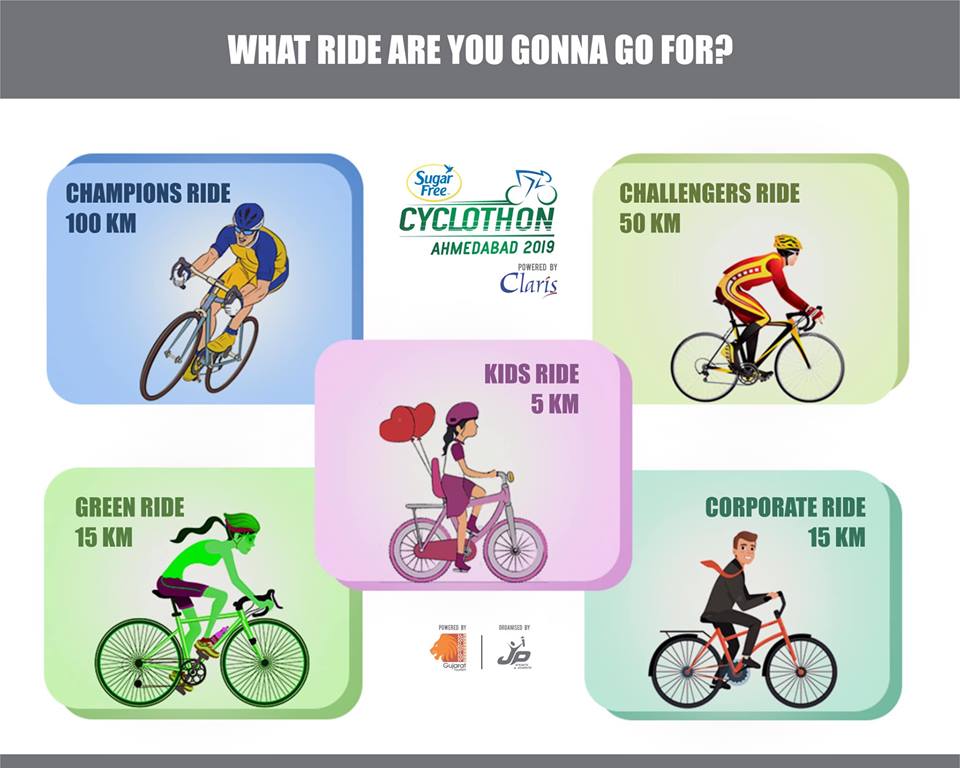 WHAT RIDE ARE YOU GONNA GO FOR?
CHAMPIONS RIDE
100 KM
Sugar
Free
CYCLOTHON
AHMEDABAD 2019
POWERED BY
Claris
CHALLENGERS RIDE
50 KM
KIDS RIDE
5 KM
GREEN RIDE
15 KM
CORPORATE RIDE
15 KM
POWERED BY
Gujarat
ORGANISED BY
JP